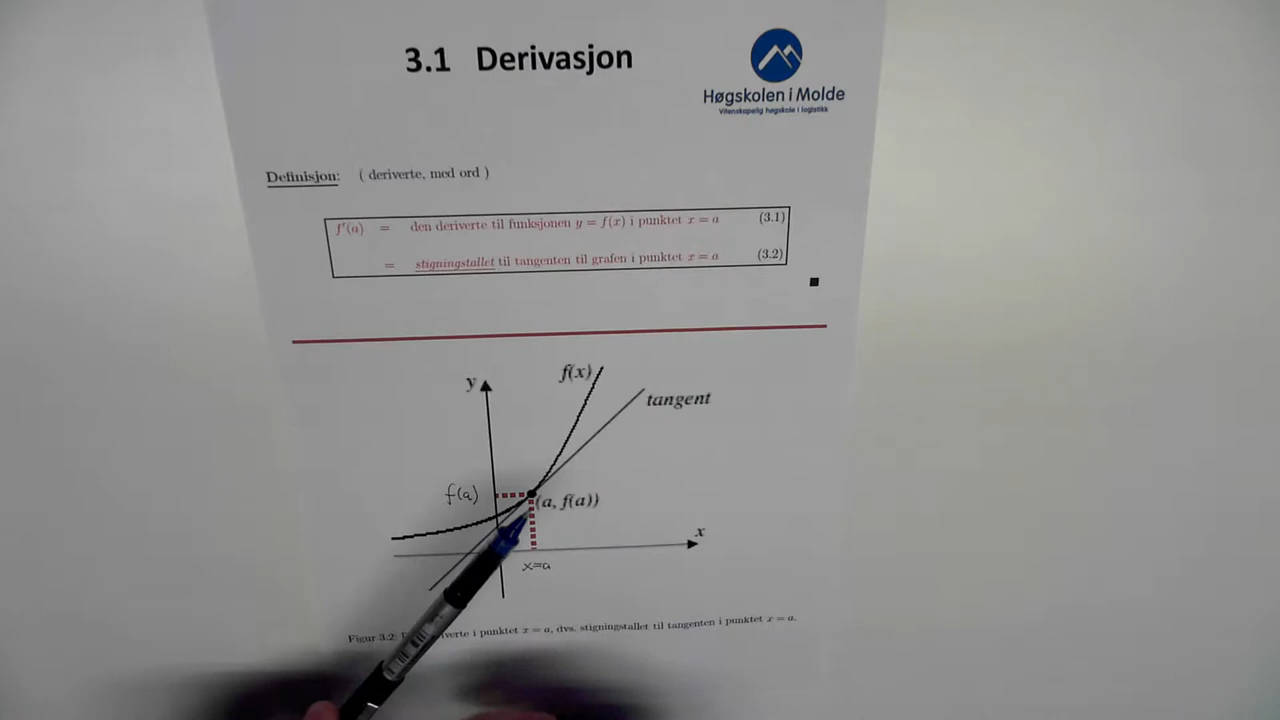 3.1 Derivasjon
Høgskolen i Molde
Vitenskapelig høgskole i logistikk
Definisjon: ( deriverte, med ord )
f′(a) = den deriverte til funksjonen y = f(x) i punktet x = a (3.1)
= stigningstallet til tangenten til grafen i punktet x = a (3.2)
y
f(x)
tangent
f(a)
(a, f(a))
x
x=a
Figur 3.2: i punktet x = a, dvs. stigningstallet til tangenten i punktet x = a.